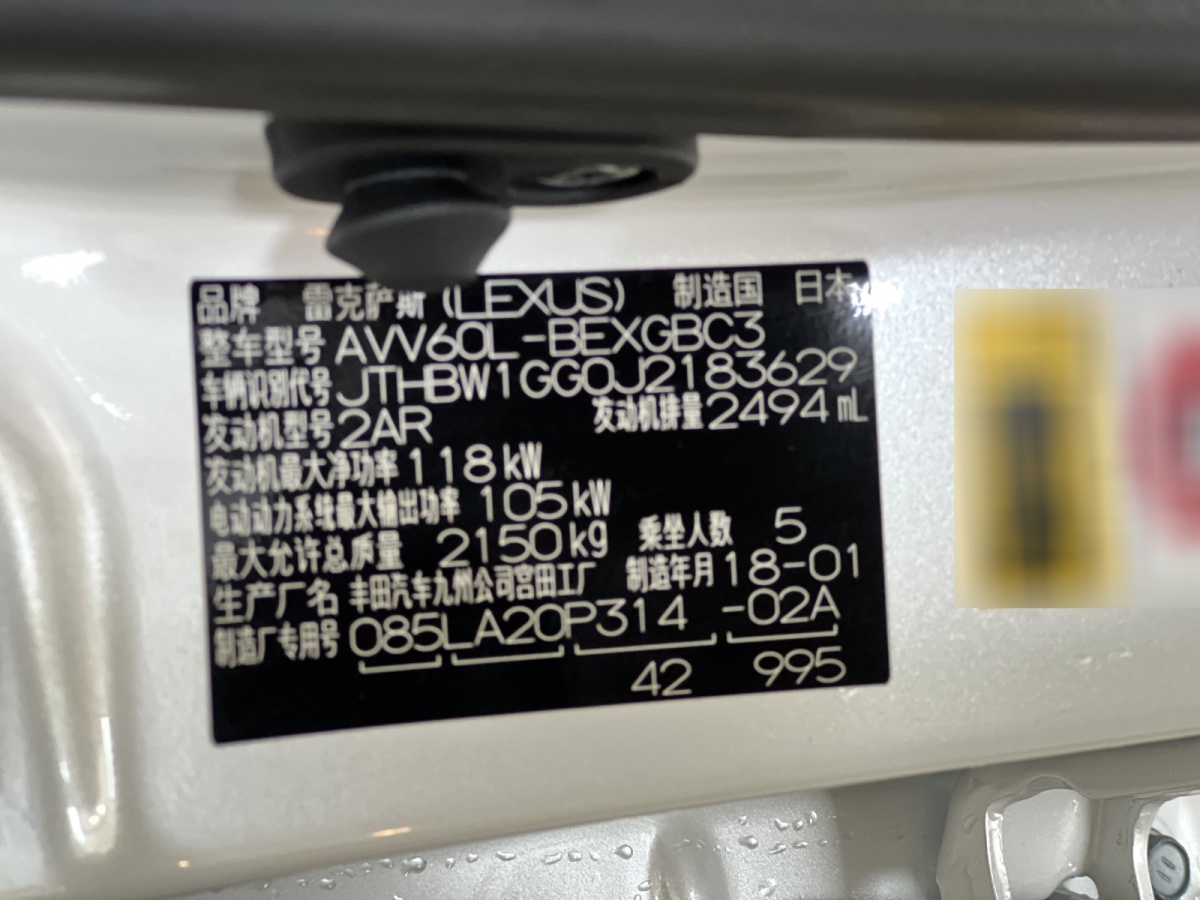 品牌 雷克萨斯 (LEXUS) 制造国 日本
整车型号 AVV60L-BEXGBC3
车辆识别代号 JTHBW1GG0J2183629
发动机型号 2AR 发动机排量 2494 mL
发动机最大净功率 118 kW
电动动力系统最大输出功率 105 kW
最大允许总质量 2150 kg 乘坐人数 5
生产厂名 丰田汽车九州公司宫田工厂 制造年月 18-01
制造厂专用号 085LA20P314 -02A
42 995